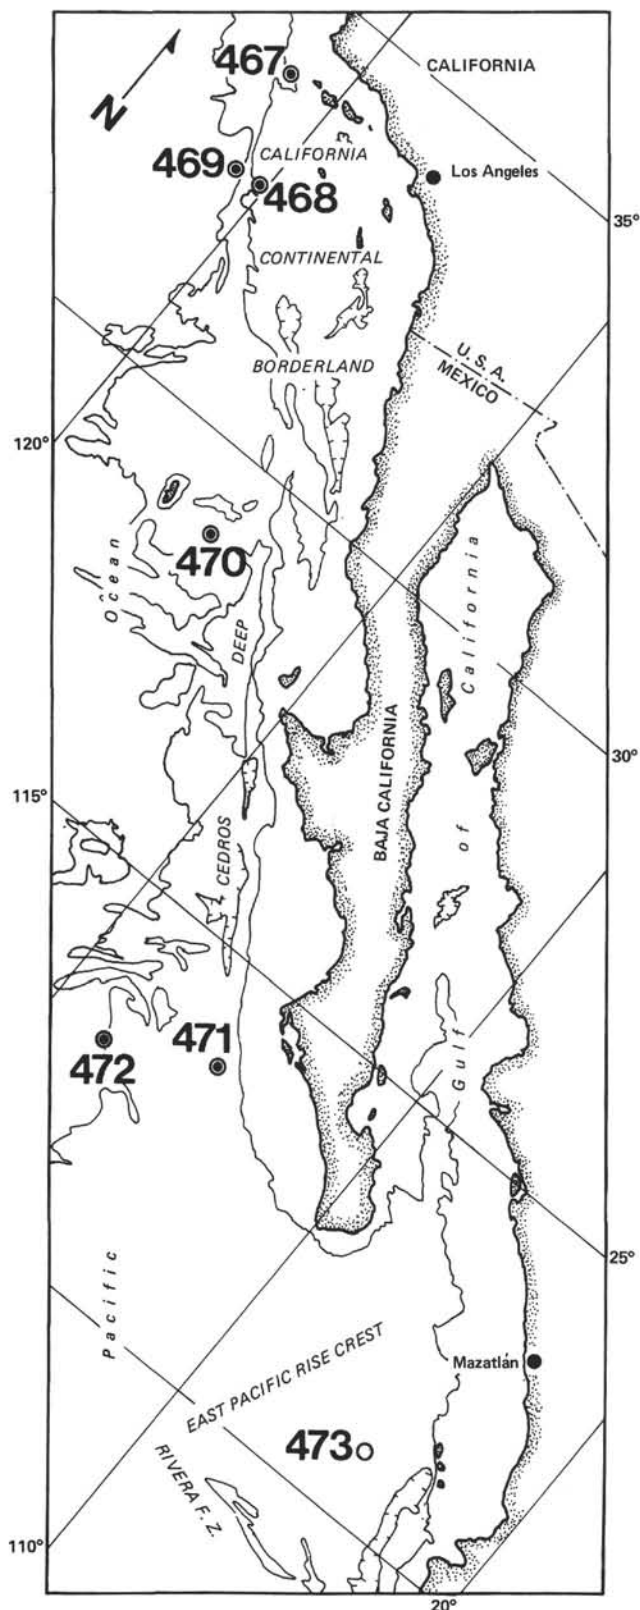 467
CALIFORNIA
N
469
CALIFORNIA
Los Angeles
468
35°
CONTINENTAL
U. S. A.
BORDERLAND
MEXICO
120°
470
Ocean
California
DEEP
BAJA CALIFORNIA
30°
115°
of
CEDROS
Gulf
471
472
25°
Pacific
Mazatlán
EAST PACIFIC RISE CREST
473
RIVERA F. Z.
110°
20°